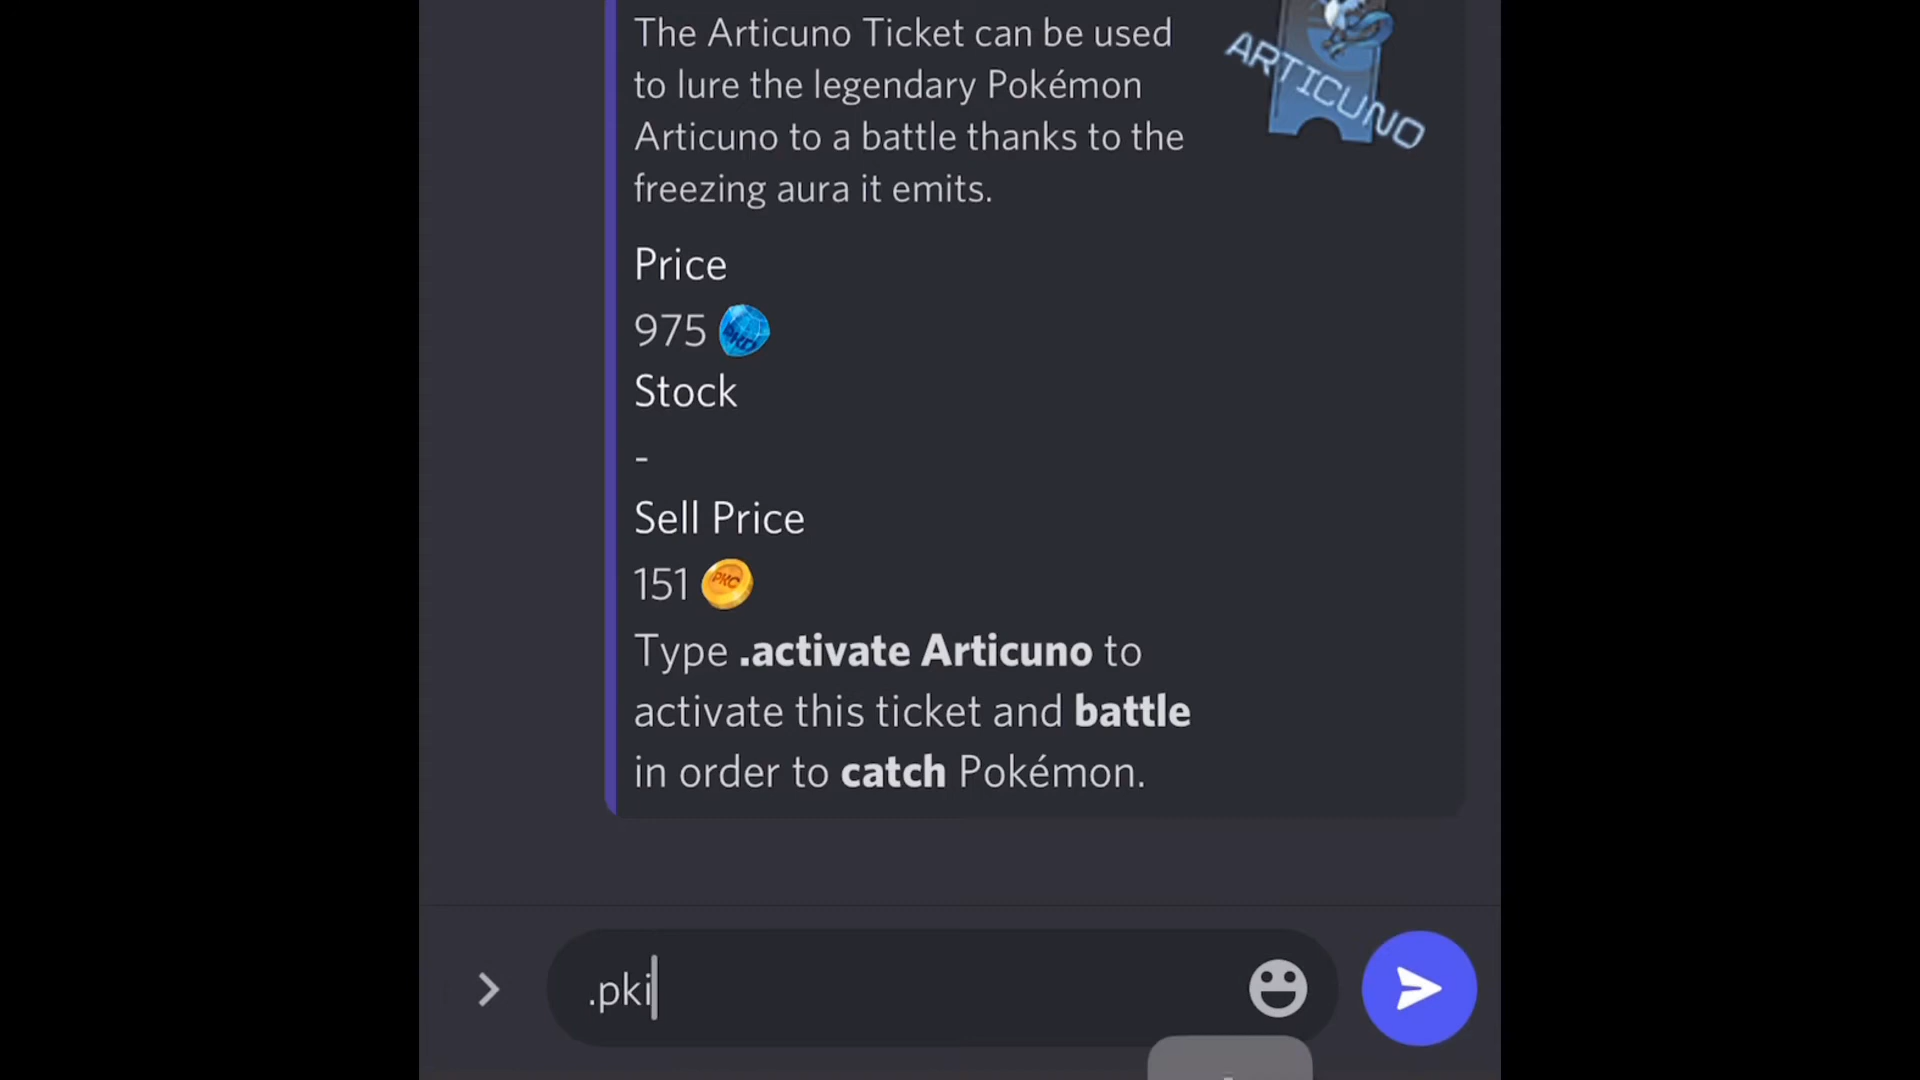 The Articuno Ticket can be used
to lure the legendary Pokémon
Articuno to a battle thanks to the
freezing aura it emits.
ARTICUNO
Price
975 PKD
Stock
-
Sell Price
151 PKC
Type .activate Articuno to
activate this ticket and battle
in order to catch Pokémon.
.pki